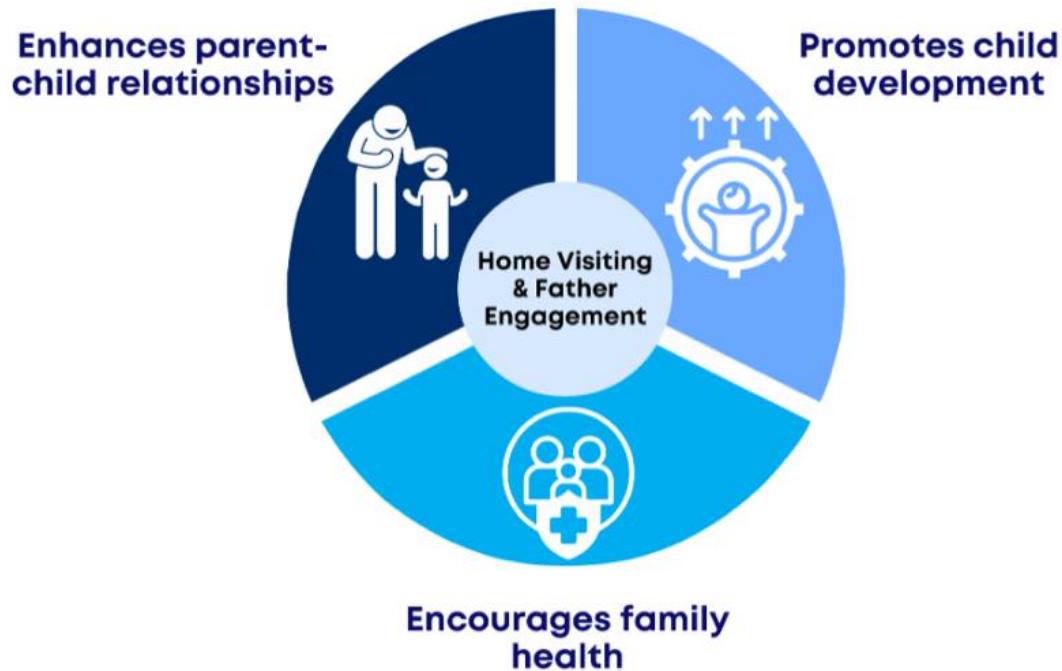 Enhances parent-
child relationships
Promotes child
development
Home Visiting
& Father
Engagement
Encourages family
health